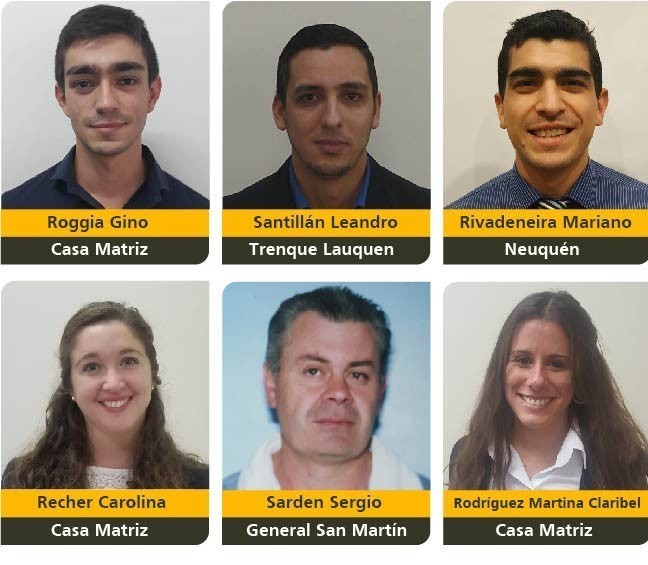 Roggia Gino
Casa Matriz
Santillán Leandro
Trenque Lauquen
Rivadeneira Mariano
Neuquén
Recher Carolina
Casa Matriz
Sarden Sergio
General San Martín
Rodríguez Martina Claribel
Casa Matriz